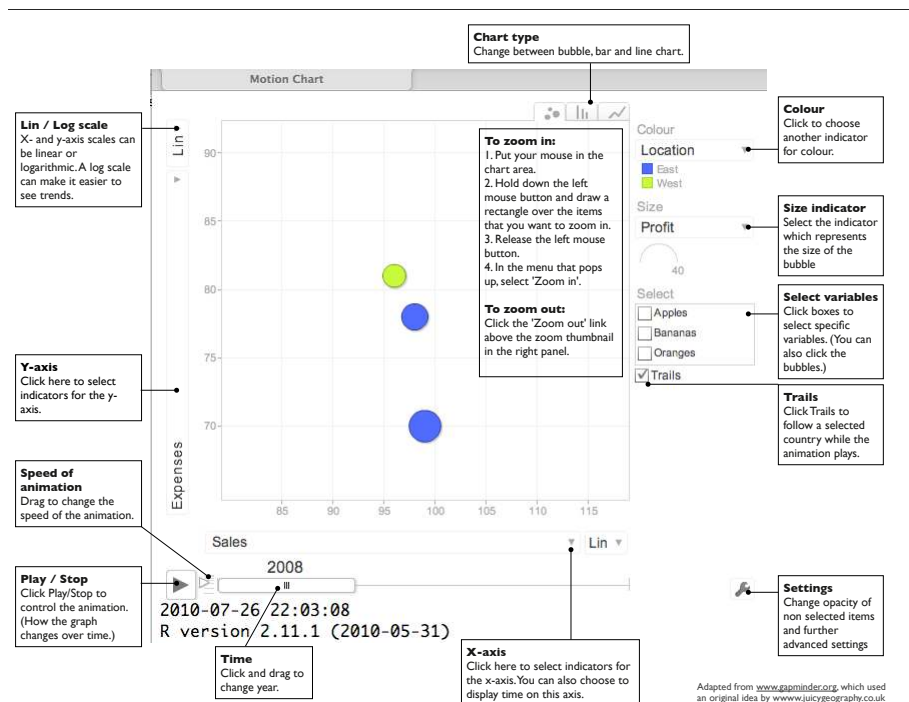 Chart type
Change between bubble, bar and line chart.
Motion Chart
Lin / Log scale
X- and y-axis scales can
be linear or
logarithmic. A log scale
can make it easier to
see trends.
Lin
Colour
Click to choose
another indicator
for colour.
Colour
Location
East
West
To zoom in:
1. Put your mouse in the
chart area.
2. Hold down the left
mouse button and draw a
rectangle over the items
that you want to zoom in.
3. Release the left mouse
button.
4. In the menu that pops
up, select 'Zoom in'.
To zoom out:
Click the 'Zoom out' link
above the zoom thumbnail
in the right panel.
Size
Profit
40
Size indicator
Select the indicator
which represents
the size of the
bubble
Select
Apples
Bananas
Oranges
Trails
Select variables
Click boxes to
select specific
variables. (You can
also click the
bubbles.)
Trails
Click Trails to
follow a selected
country while the
animation plays.
90
85
80
75
70
Y-axis
Click here to select
indicators for the y-
axis.
Expenses
85 90 95 100 105 110 115
Speed of
animation
Drag to change the
speed of the animation.
Sales
Lin
2008
Play / Stop
Click Play/Stop to
control the animation.
(How the graph
changes over time.)
2010-07-26 22:03:08
R version 2.11.1 (2010-05-31)
Settings
Change opacity of
non selected items
and further
advanced settings
Time
Click and drag to
change year.
X-axis
Click here to select indicators for
the x-axis. You can also choose to
display time on this axis.
Adapted from www.gapminder.org, which used
an original idea by wwww.juicygeography.co.uk